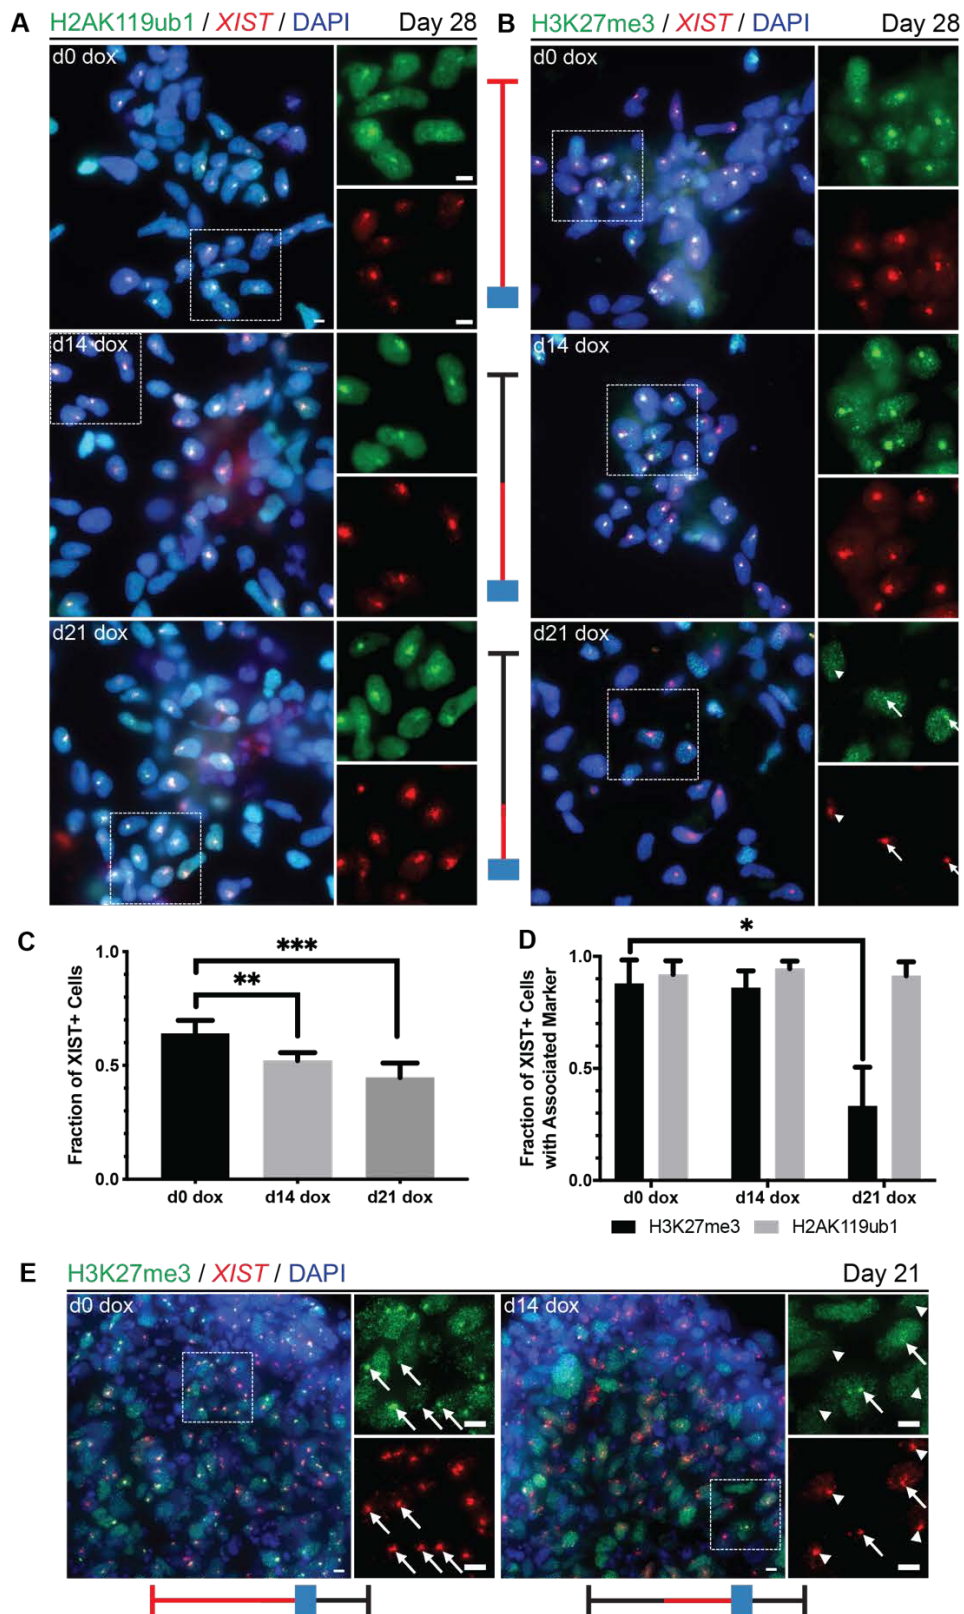 A H2AK119ub1 / XIST / DAPI Day 28
d0 dox
d14 dox
d21 dox
B H3K27me3 / XIST / DAPI Day 28
d0 dox
d14 dox
d21 dox
C
Fraction of XIST+ Cells
1.0
0.5
0.0
***
**
d0 dox d14 dox d21 dox
D
Fraction of XIST+ Cells
with Associated Marker
1.0
0.5
0.0
*
d0 dox d14 dox d21 dox
H3K27me3 H2AK119ub1
E H3K27me3 / XIST / DAPI Day 21
d0 dox
d14 dox